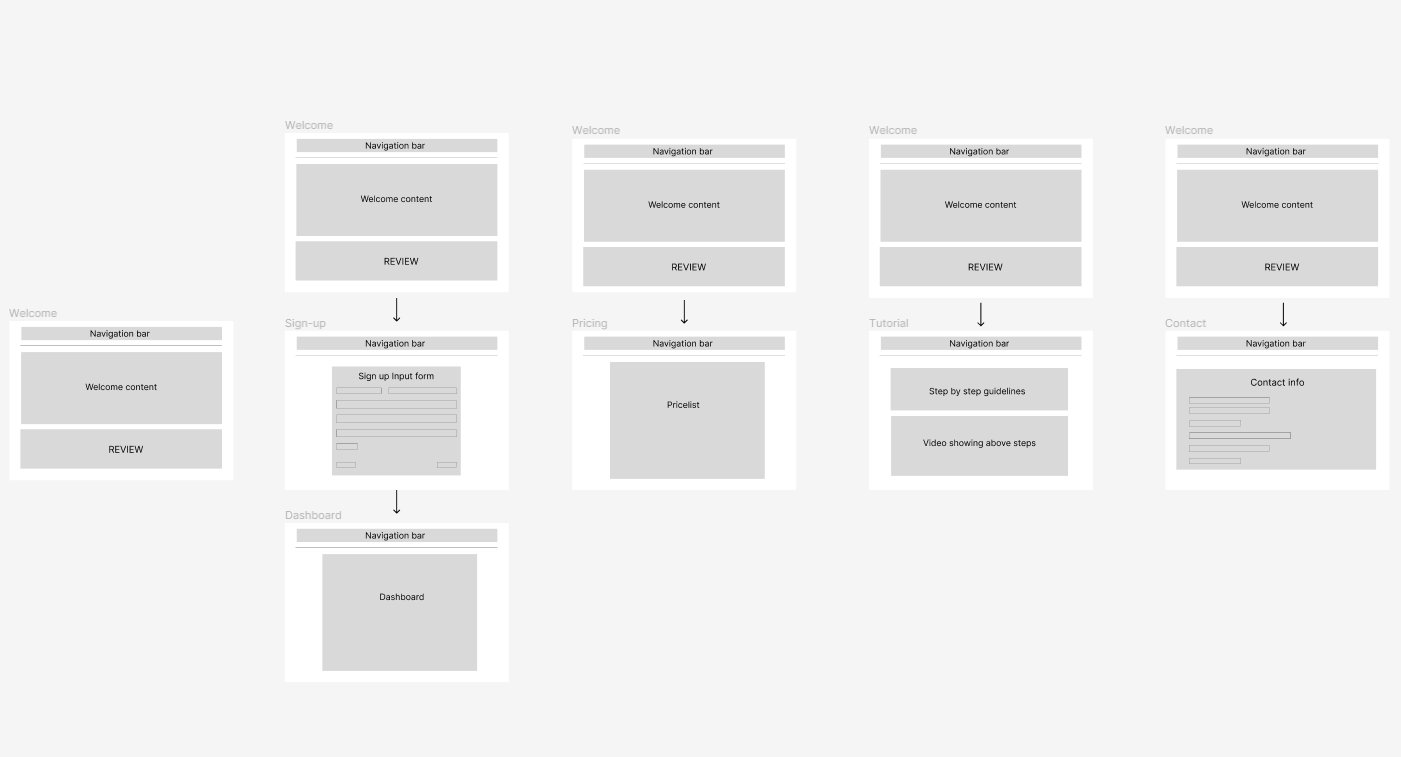 Welcome
Navigation bar
Welcome content
REVIEW
Welcome
Navigation bar
Welcome content
REVIEW
Sign-up
Navigation bar
Sign up Input form
Dashboard
Navigation bar
Dashboard
Welcome
Navigation bar
Welcome content
REVIEW
Pricing
Navigation bar
Pricelist
Welcome
Navigation bar
Welcome content
REVIEW
Tutorial
Navigation bar
Step by step guidelines
Video showing above steps
Welcome
Navigation bar
Welcome content
REVIEW
Contact
Navigation bar
Contact info